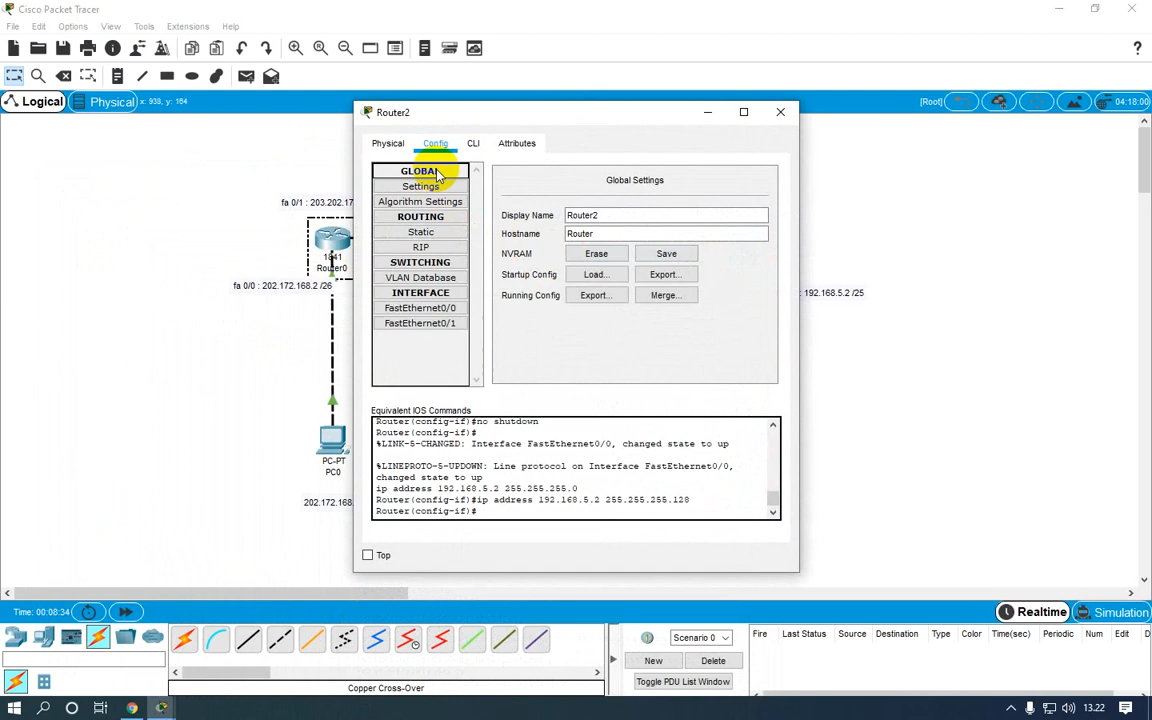 Cisco Packet Tracer
File Edit Options View Tools Extensions Help
?
Logical Physical x: 938, y: 164 [Root] 04:18:00
Router2
Physical Config CLI Attributes
GLOBAL
Settings
Algorithm Settings
ROUTING
Static
RIP
SWITCHING
VLAN Database
INTERFACE
FastEthernet0/0
FastEthernet0/1
Global Settings
Display Name Router2
Hostname Router
NVRAM Erase Save
Startup Config Load... Export...
Running Config Export... Merge...
Equivalent IOS Commands
Router(config-if)#no shutdown
Router(config-if)#
%LINK-5-CHANGED: Interface FastEthernet0/0, changed state to up
%LINEPROTO-5-UPDOWN: Line protocol on Interface FastEthernet0/0,
changed state to up
ip address 192.168.5.2 255.255.255.0
Router(config-if)#ip address 192.168.5.2 255.255.255.128
Router(config-if)#
Top
fa 0/1 : 203.202.17
1841
Router0
fa 0/0 : 202.172.168.2 /26
PC-PT
PC0
202.172.168
: 192.168.5.2 /25
Time: 00:08:34 Realtime Simulation
Copper Cross-Over
Scenario 0
New Delete
Toggle PDU List Window
Fire Last Status Source Destination Type Color Time(sec) Periodic Num Edit D
13.22